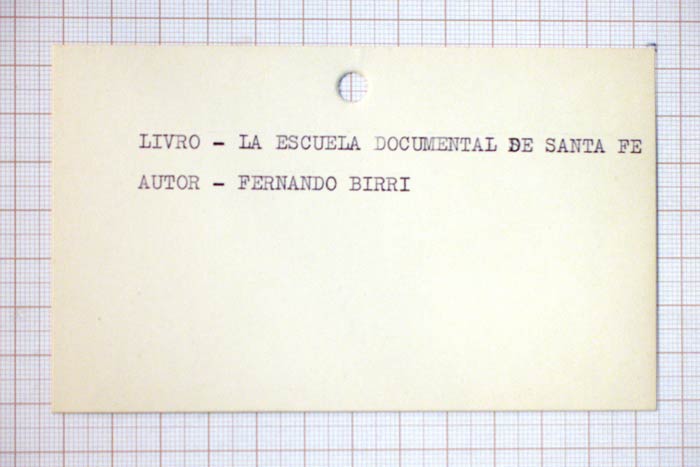 LIVRO - LA ESCUELA DOCUMENTAL DE SANTA FE
AUTOR - FERNANDO BIRRI